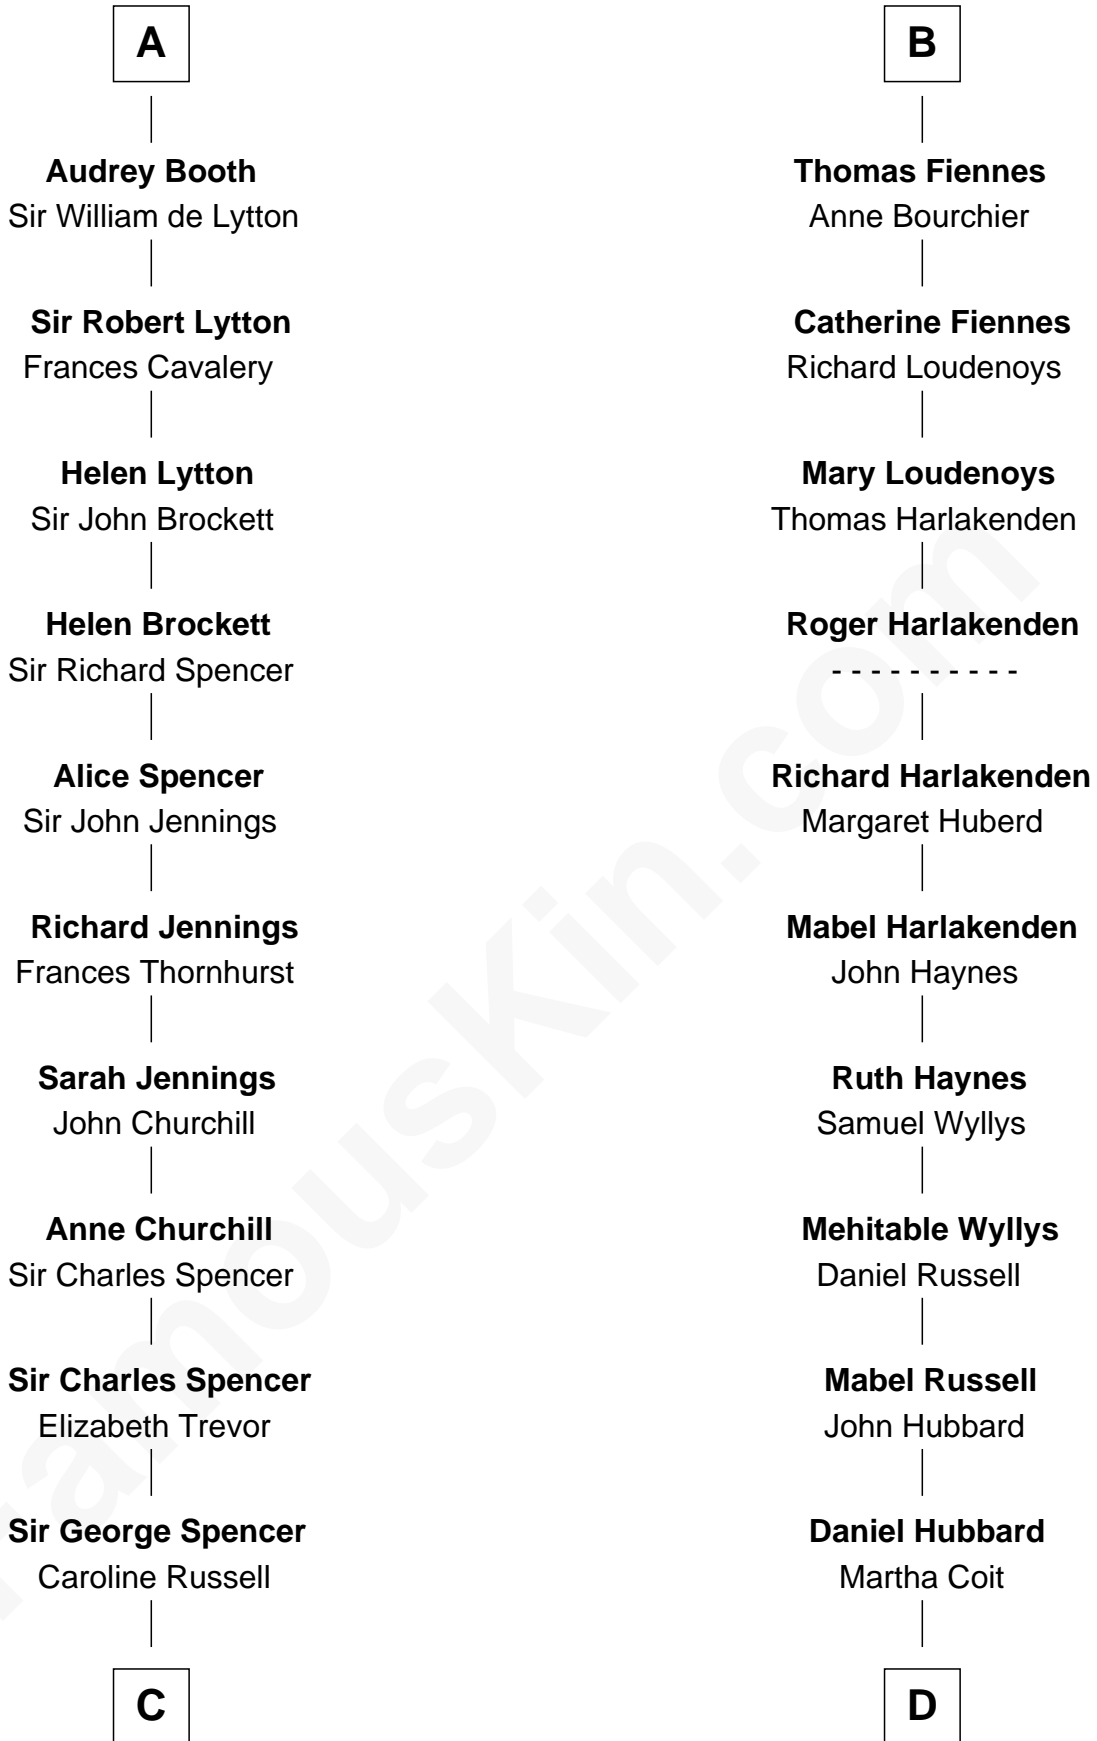 A
Audrey Booth
Sir William de Lytton
Sir Robert Lytton
Frances Cavalery
Helen Lytton
Sir John Brockett
Helen Brockett
Sir Richard Spencer
Alice Spencer
Sir John Jennings
Richard Jennings
Frances Thornhurst
Sarah Jennings
John Churchill
Anne Churchill
Sir Charles Spencer
Sir Charles Spencer
Elizabeth Trevor
Sir George Spencer
Caroline Russell
C
B
Thomas Fiennes
Anne Bourchier
Catherine Fiennes
Richard Loudenoys
Mary Loudenoys
Thomas Harlakenden
Roger Harlakenden
- - - - - - - - - -
Richard Harlakenden
Margaret Huberd
Mabel Harlakenden
John Haynes
Ruth Haynes
Samuel Wyllys
Mehitable Wyllys
Daniel Russell
Mabel Russell
John Hubbard
Daniel Hubbard
Martha Coit
D
FamousKin.com